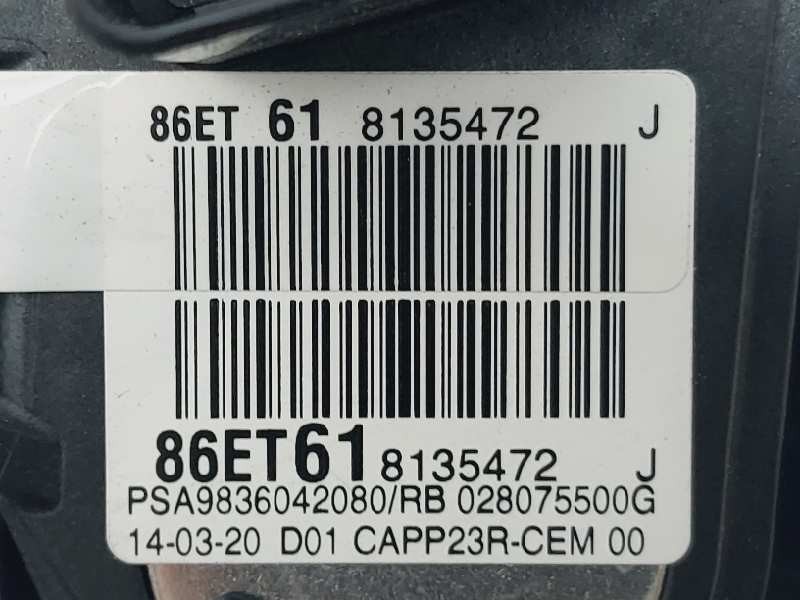 86ET 61 8135472 J
86ET61 8135472 J
PSA9836042080/RB 028075500G
14-03-20 D01 CAPP23R-CEM 00